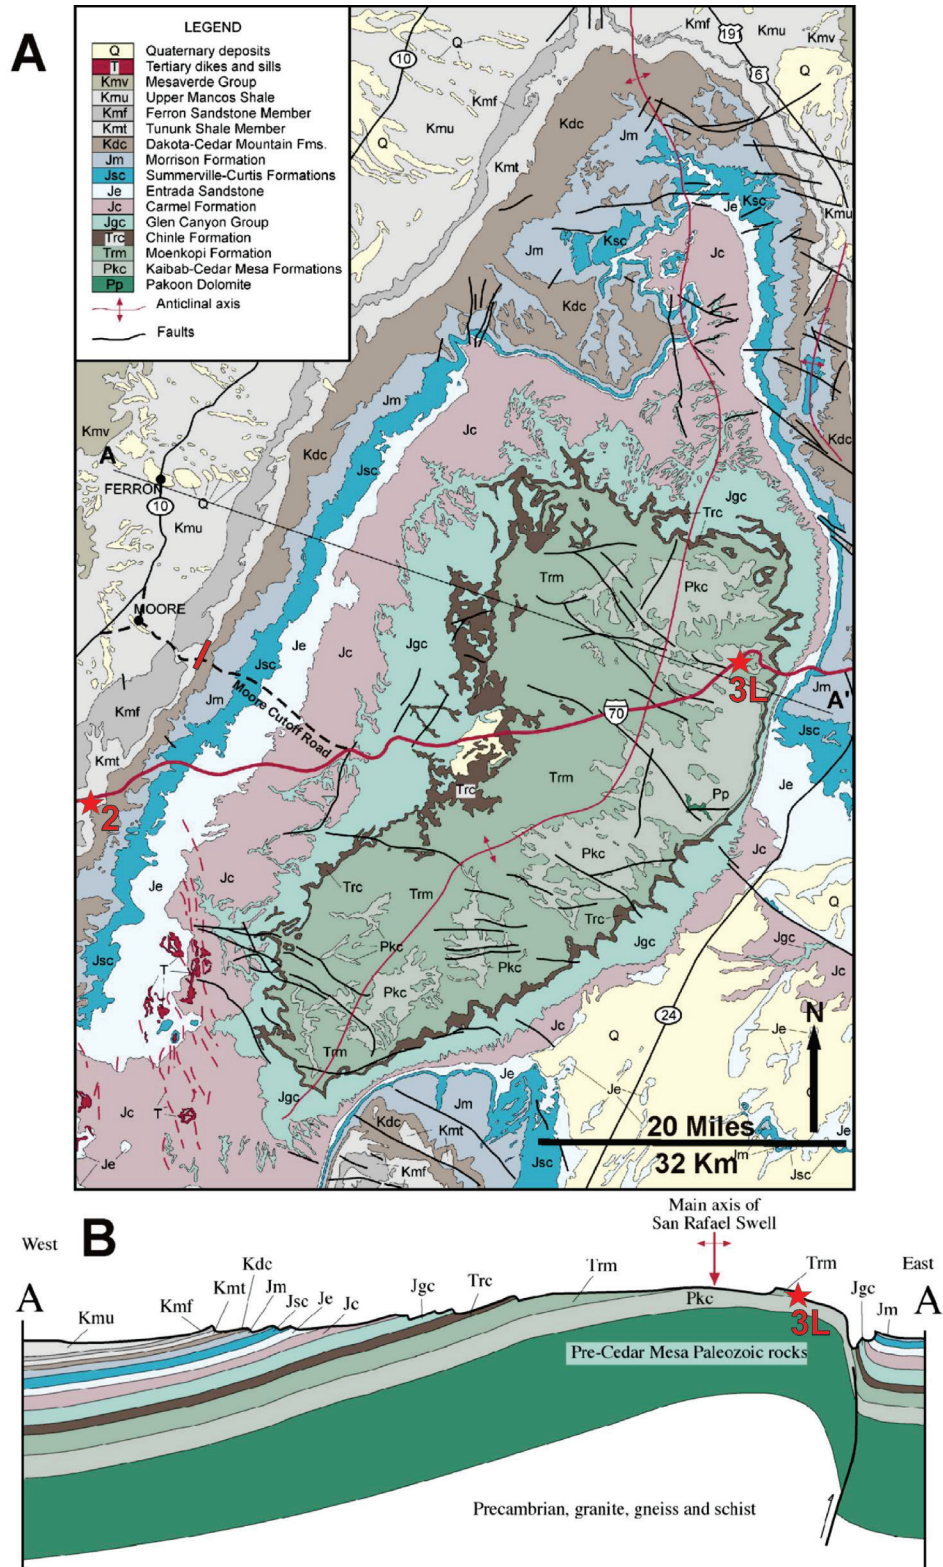 A
LEGEND
Q Quaternary deposits
T Tertiary dikes and sills
Kmv Mesaverde Group
Kmu Upper Mancos Shale
Kmf Ferron Sandstone Member
Kmt Tununk Shale Member
Kdc Dakota-Cedar Mountain Fms.
Jm Morrison Formation
Jsc Summerville-Curtis Formations
Je Entrada Sandstone
Jc Carmel Formation
Jgc Glen Canyon Group
Trc Chinle Formation
Trm Moenkopi Formation
Pkc Kaibab-Cedar Mesa Formations
Pp Pakoon Dolomite
Anticlinal axis
Faults
Q
10
Kmf
191
Kmu
Kmv
6
Q
Kmf
Kmu
Kdc
Jm
Q
Kmt
Je
Ksc
Kmu
Jm
Ksc
Jc
Kdc
Jm
Jc
Kdc
Kmv
Kdc
A
Jsc
FERRON
Q
Jgc
10
Trc
Kmu
Trm
Pkc
MOORE
Je
Jgc
Jsc
Jc
3L
Jm
Jm
A'
Kmf
Moore Cutoff Road
70
Jsc
Kmt
Trm
Trc
Pp
Je
2
Pkc
Je
Jc
Trc
Trm
Trc
Q
Jsc
Pkc
Jgc
Jgc
T
Pkc
Pkc
Jc
24
N
Jc
Q
Je
Trm
Je
Je
Jgc
Jc
T
Jm
Kdc
Kmt
20 Miles
Je
Je
Kmf
Jsc
32 Km
Jm
Jsc
B
Main axis of
San Rafael Swell
West
East
Kdc
Kmt
Jm
Trm
Trm
Kmf
Jsc
Je
Jc
Jgc
Trc
Jgc
A
Kmu
Pkc
Jm
A
3L
Pre-Cedar Mesa Paleozoic rocks
Precambrian, granite, gneiss and schist